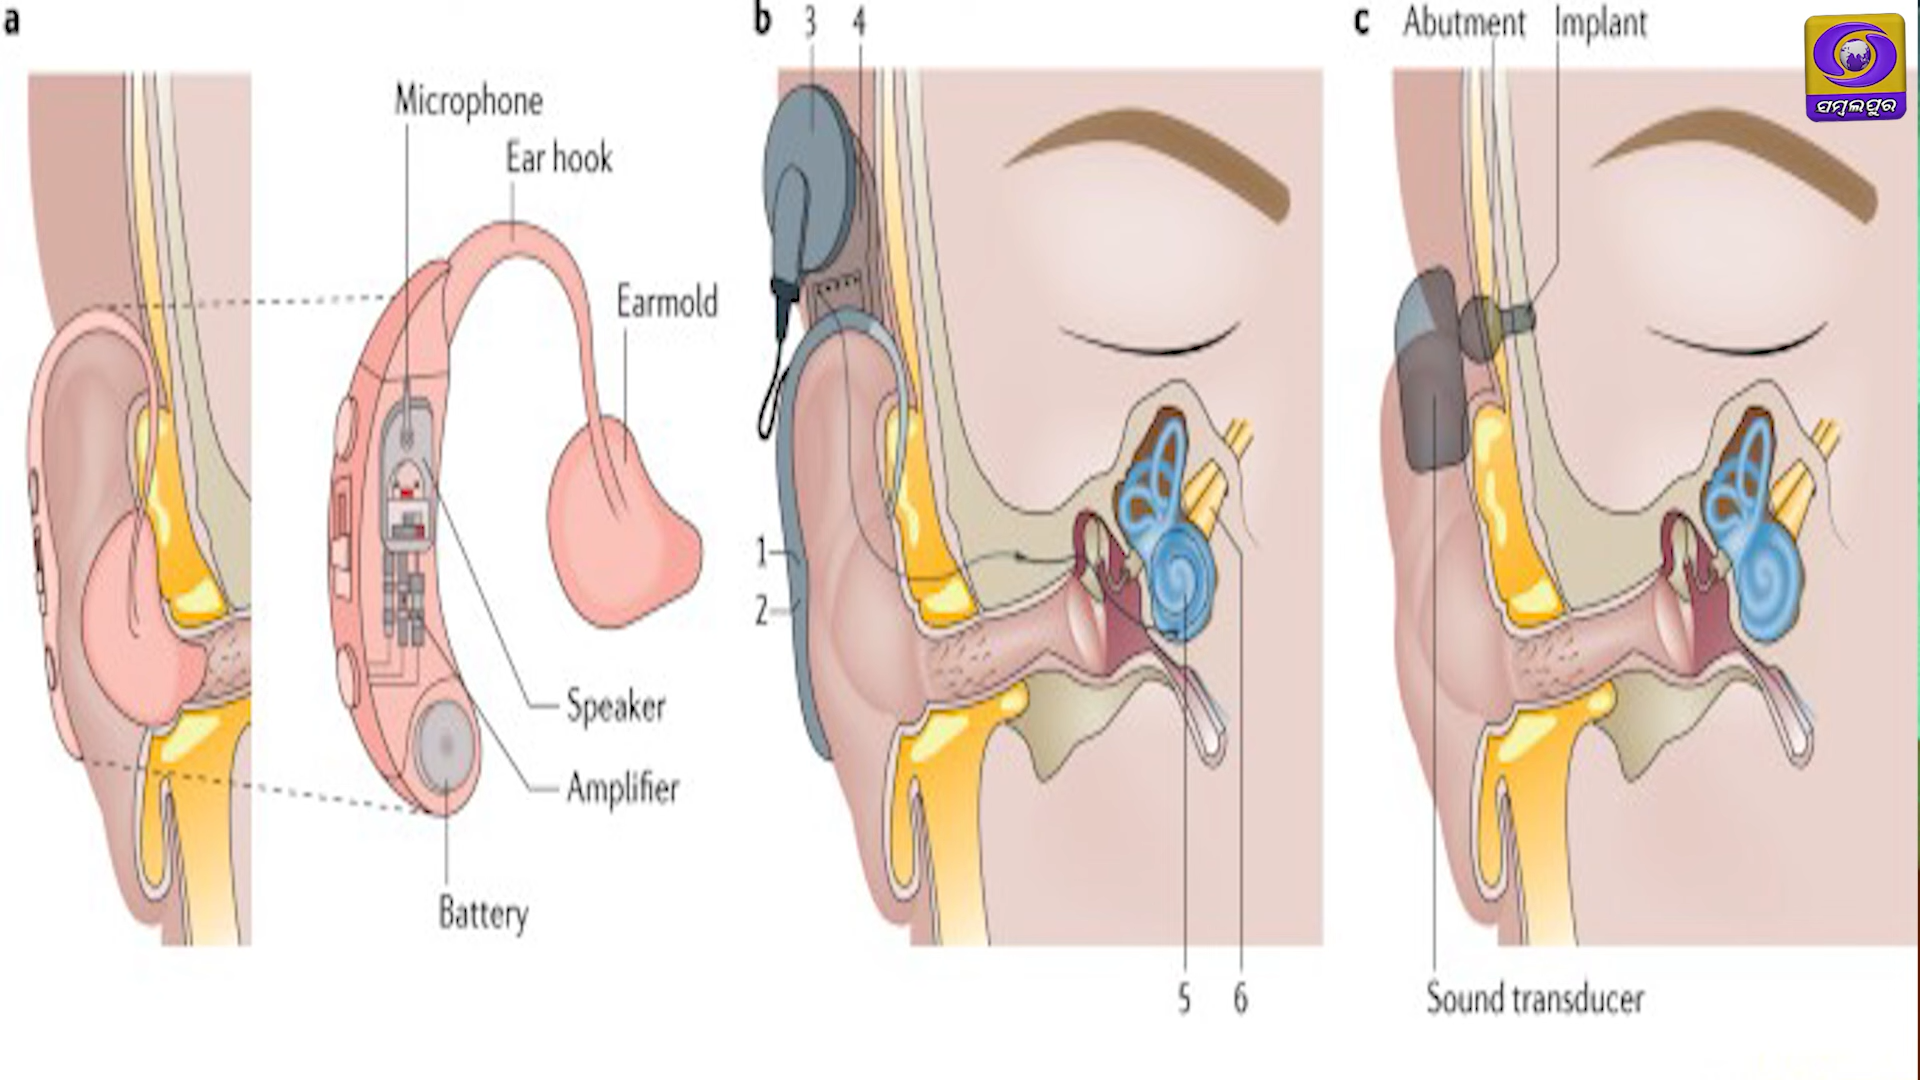 a
Microphone
Ear hook
Earmold
Speaker
Amplifier
Battery
b
3 4
1
2
5 6
c
Abutment Implant
Sound transducer
ସମ୍ବଲପୁର